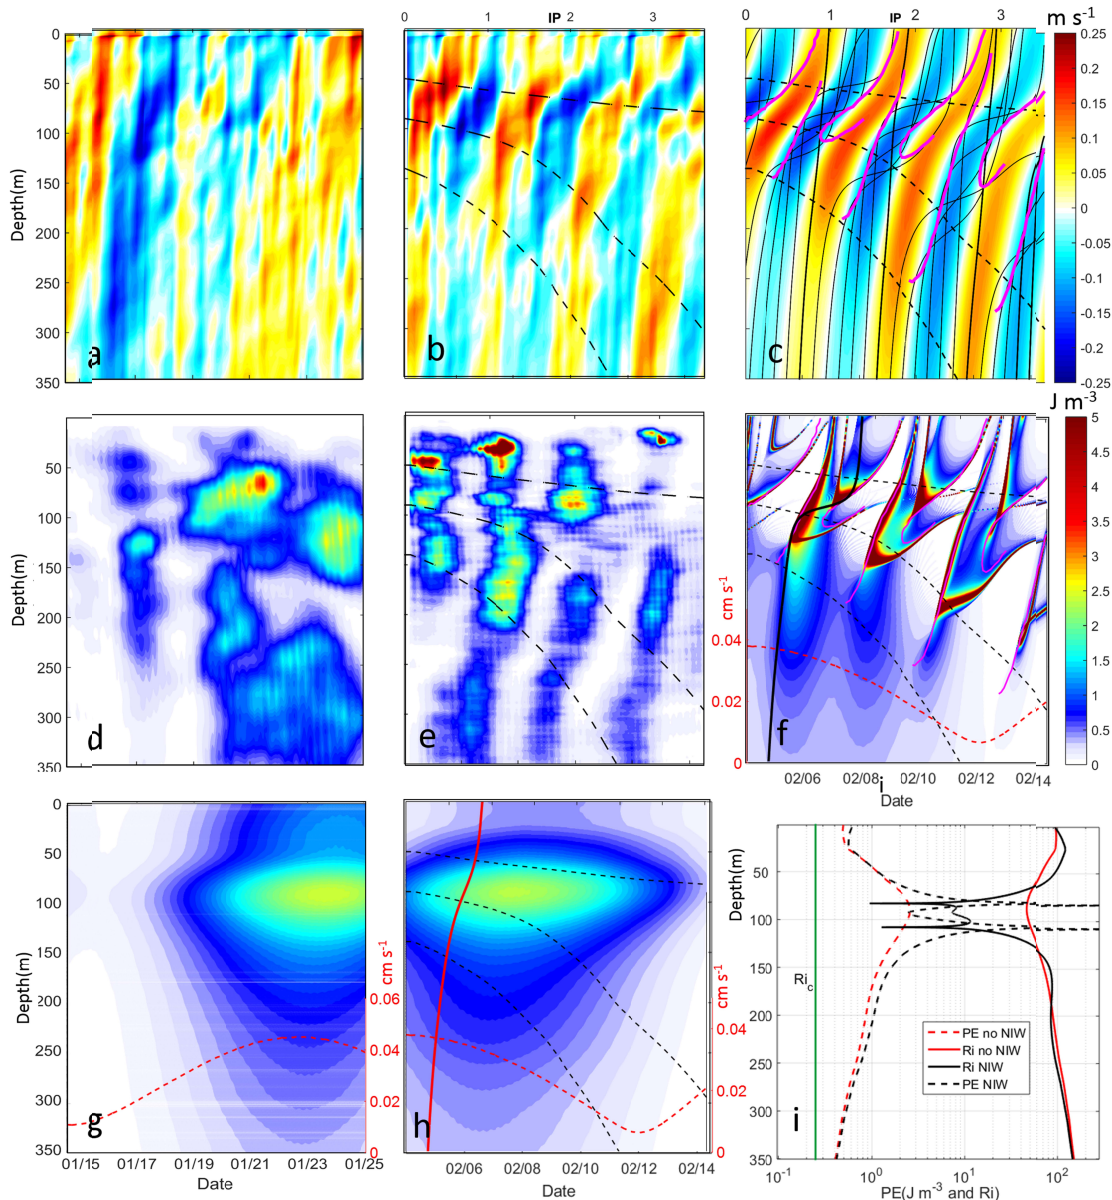 0 1 IP 2 3
0 1 IP 2 3
m s-1
0
50
100
150
200
250
300
350
Depth(m)
a
b
c
0.25
0.2
0.15
0.1
0.05
0
-0.05
-0.1
-0.15
-0.2
-0.25
J m-3
50
100
150
200
250
300
350
Depth(m)
d
e
f
cm s-1
0.04
0.02
0
02/06 02/08 02/10 02/12 02/14
i
Date
5
4.5
4
3.5
3
2.5
2
1.5
1
0.5
0
0
50
100
150
200
250
300
350
Depth(m)
g
cm s-1
0.06
0.04
0.02
0
01/15 01/17 01/19 01/21 01/23 01/25
Date
h
cm s-1
0.06
0.04
0.02
0
02/06 02/08 02/10 02/12 02/14
Date
50
100
150
200
250
300
350
Depth(m)
Ric
PE no NIW
Ri no NIW
Ri NIW
PE NIW
i
10-1 100 101 102
PE(J m-3 and Ri)